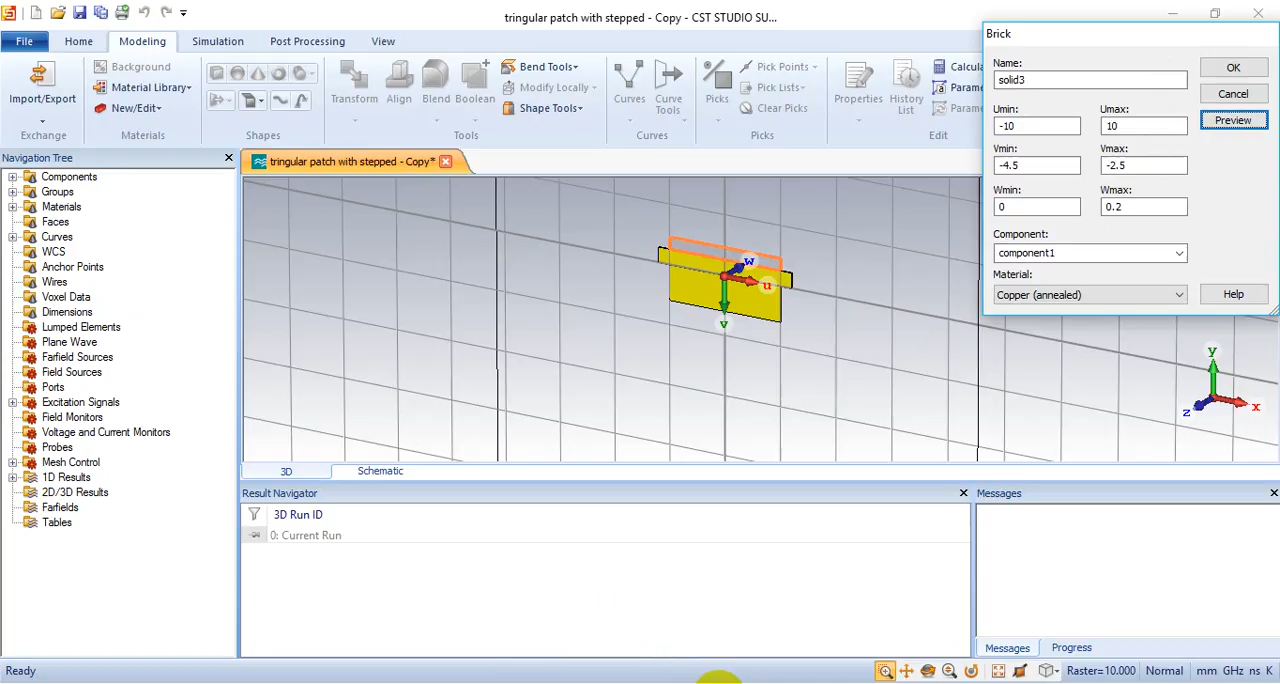 tringular patch with stepped - Copy - CST STUDIO SU...
File Home Modeling Simulation Post Processing View
Import/Export
Exchange
Background
Material Library
New/Edit
Materials
Shapes
Transform Align Blend Boolean
Bend Tools
Modify Locally
Shape Tools
Tools
Curves Curve Tools
Curves
Picks
Pick Points
Pick Lists
Clear Picks
Picks
Properties History List
Calcula
Parame
Parame
Edit
Brick
Name:
solid3
OK
Cancel
Preview
Umin: Umax:
-10 10
Vmin: Vmax:
-4.5 -2.5
Wmin: Wmax:
0 0.2
Component:
component1
Material:
Copper (annealed)
Help
Navigation Tree
Components
Groups
Materials
Faces
Curves
WCS
Anchor Points
Wires
Voxel Data
Dimensions
Lumped Elements
Plane Wave
Farfield Sources
Field Sources
Ports
Excitation Signals
Field Monitors
Voltage and Current Monitors
Probes
Mesh Control
1D Results
2D/3D Results
Farfields
Tables
tringular patch with stepped - Copy*
w
u
v
y
x
z
3D Schematic
Result Navigator
3D Run ID
0: Current Run
Messages
Messages Progress
Ready
Raster=10.000 Normal mm GHz ns K